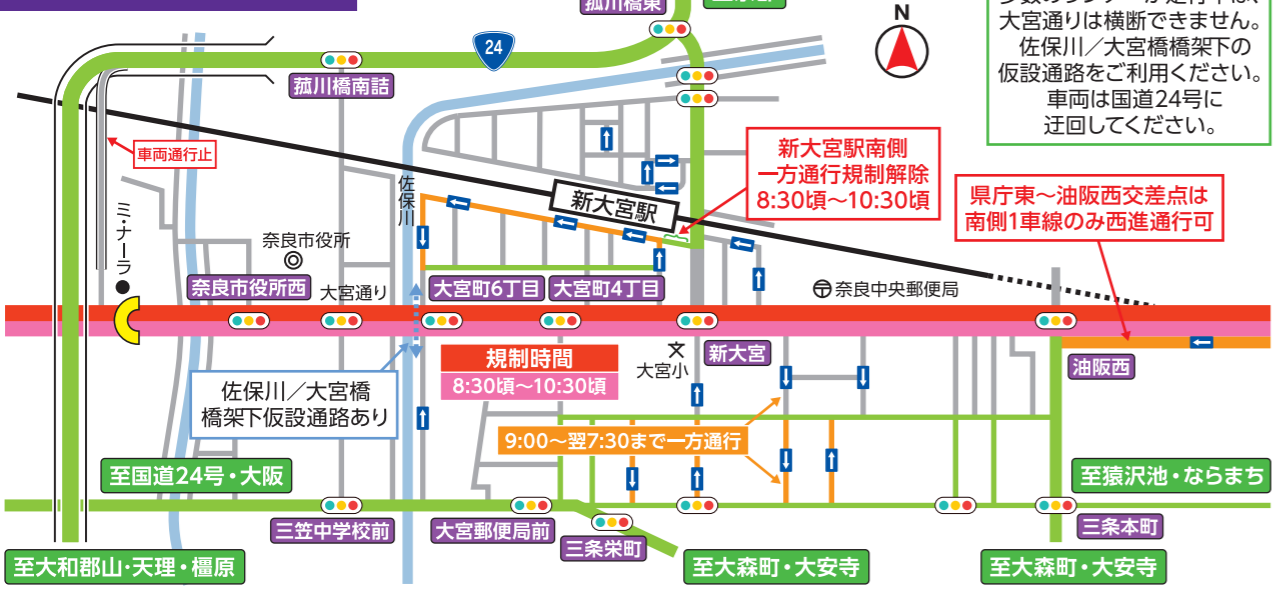 菰川橋東
大宮通りは横断できません。
佐保川／大宮橋橋架下の
仮設通路をご利用ください。
車両は国道24号に
迂回してください。
N
24
菰川橋南詰
車両通行止
佐保川
新大宮駅
新大宮駅南側
一方通行規制解除
8:30頃〜10:30頃
県庁東〜油阪西交差点は
南側1車線のみ西進通行可
ミ・ナーラ
奈良市役所
奈良市役所西
大宮通り
大宮町6丁目
大宮町4丁目
奈良中央郵便局
規制時間
8:30頃〜10:30頃
文
大宮小
新大宮
油阪西
佐保川／大宮橋
橋架下仮設通路あり
9:00〜翌7:30まで一方通行
至国道24号・大阪
至猿沢池・ならまち
三笠中学校前
大宮郵便局前
三条栄町
三条本町
至大和郡山・天理・橿原
至大森町・大安寺
至大森町・大安寺